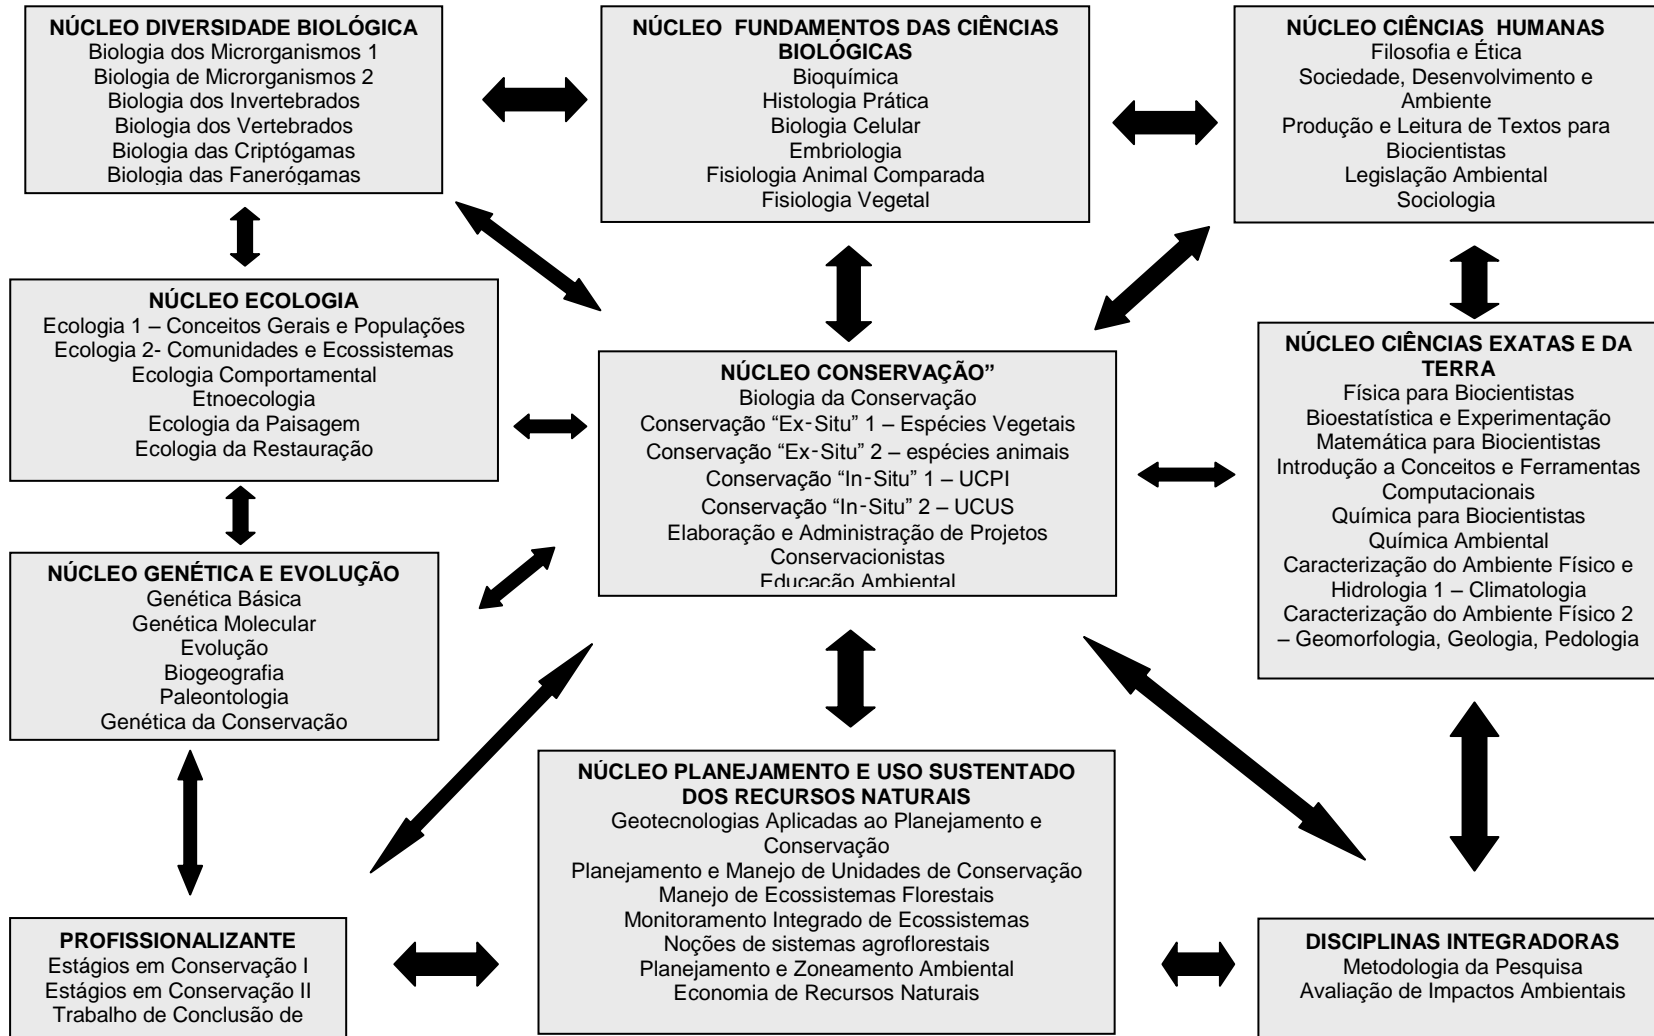 NÚCLEO DIVERSIDADE BIOLÓGICA
Biologia dos Microrganismos 1
Biologia de Microrganismos 2
Biologia dos Invertebrados
Biologia dos Vertebrados
Biologia das Criptógamas
Biologia das Fanerógamas
NÚCLEO FUNDAMENTOS DAS CIÊNCIAS
BIOLÓGICAS
Bioquímica
Histologia Prática
Biologia Celular
Embriologia
Fisiologia Animal Comparada
Fisiologia Vegetal
NÚCLEO CIÊNCIAS HUMANAS
Filosofia e Ética
Sociedade, Desenvolvimento e
Ambiente
Produção e Leitura de Textos para
Biocientistas
Legislação Ambiental
Sociologia
NÚCLEO ECOLOGIA
Ecologia 1 – Conceitos Gerais e Populações
Ecologia 2- Comunidades e Ecossistemas
Ecologia Comportamental
Etnoecologia
Ecologia da Paisagem
Ecologia da Restauração
NÚCLEO CONSERVAÇÃO”
Biologia da Conservação
Conservação “Ex-Situ” 1 – Espécies Vegetais
Conservação “Ex-Situ” 2 – espécies animais
Conservação “In-Situ” 1 – UCPI
Conservação “In-Situ” 2 – UCUS
Elaboração e Administração de Projetos
Conservacionistas
Educação Ambiental
NÚCLEO CIÊNCIAS EXATAS E DA
TERRA
Física para Biocientistas
Bioestatística e Experimentação
Matemática para Biocientistas
Introdução a Conceitos e Ferramentas
Computacionais
Química para Biocientistas
Química Ambiental
Caracterização do Ambiente Físico e
Hidrologia 1 – Climatologia
Caracterização do Ambiente Físico 2
– Geomorfologia, Geologia, Pedologia
NÚCLEO GENÉTICA E EVOLUÇÃO
Genética Básica
Genética Molecular
Evolução
Biogeografia
Paleontologia
Genética da Conservação
NÚCLEO PLANEJAMENTO E USO SUSTENTADO
DOS RECURSOS NATURAIS
Geotecnologias Aplicadas ao Planejamento e
Conservação
Planejamento e Manejo de Unidades de Conservação
Manejo de Ecossistemas Florestais
Monitoramento Integrado de Ecossistemas
Noções de sistemas agroflorestais
Planejamento e Zoneamento Ambiental
Economia de Recursos Naturais
PROFISSIONALIZANTE
Estágios em Conservação I
Estágios em Conservação II
Trabalho de Conclusão de
DISCIPLINAS INTEGRADORAS
Metodologia da Pesquisa
Avaliação de Impactos Ambientais